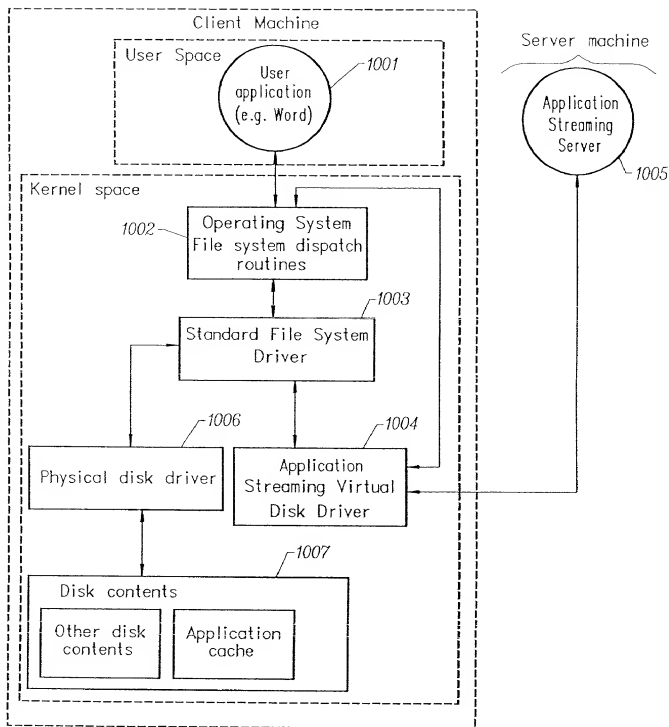 Client Machine
User Space
User
application
(e.g. Word)
1001
Server machine
Application
Streaming
Server
1005
Kernel space
1002
Operating System
File system dispatch
routines
1003
Standard File System
Driver
1006
Physical disk driver
1004
Application
Streaming Virtual
Disk Driver
1007
Disk contents
Other disk
contents
Application
cache